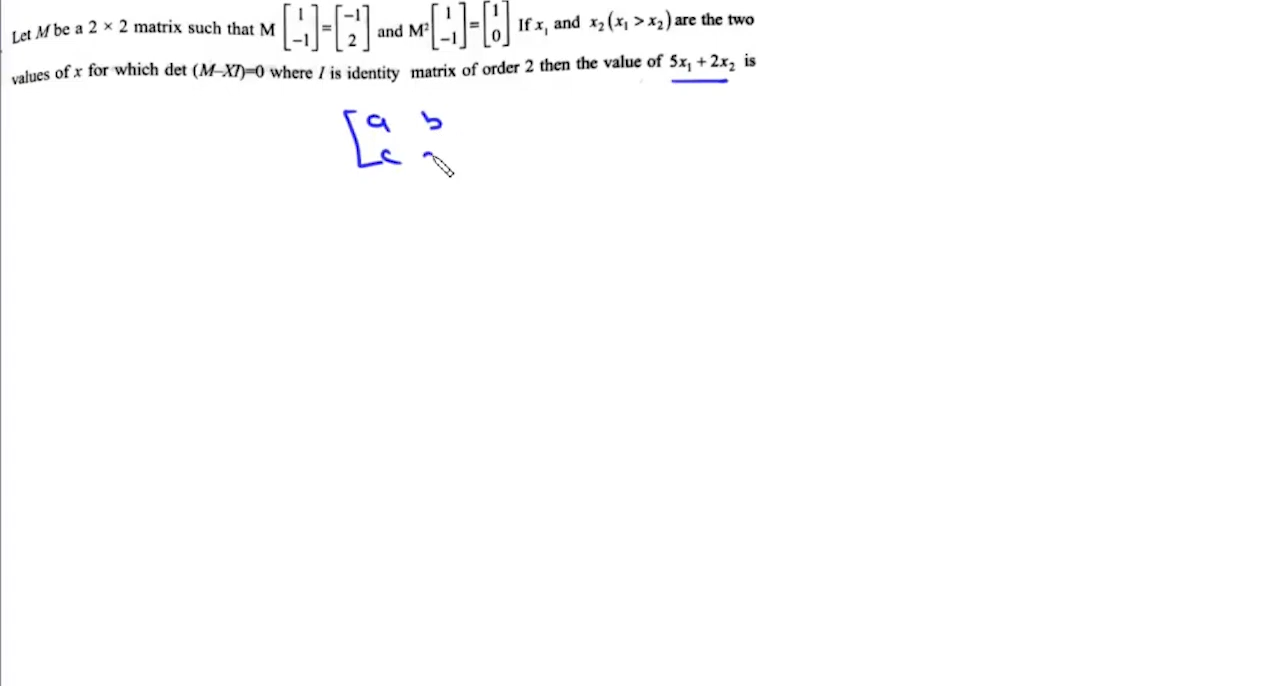 Let M be a 2 × 2 matrix such that M [1 −1] = [−1 2] and M² [1 −1] = [1 0] If x₁ and x₂ (x₁ > x₂) are the two
values of x for which det (M–XI)=0 where I is identity matrix of order 2 then the value of 5x₁ + 2x₂ is
[a b
c